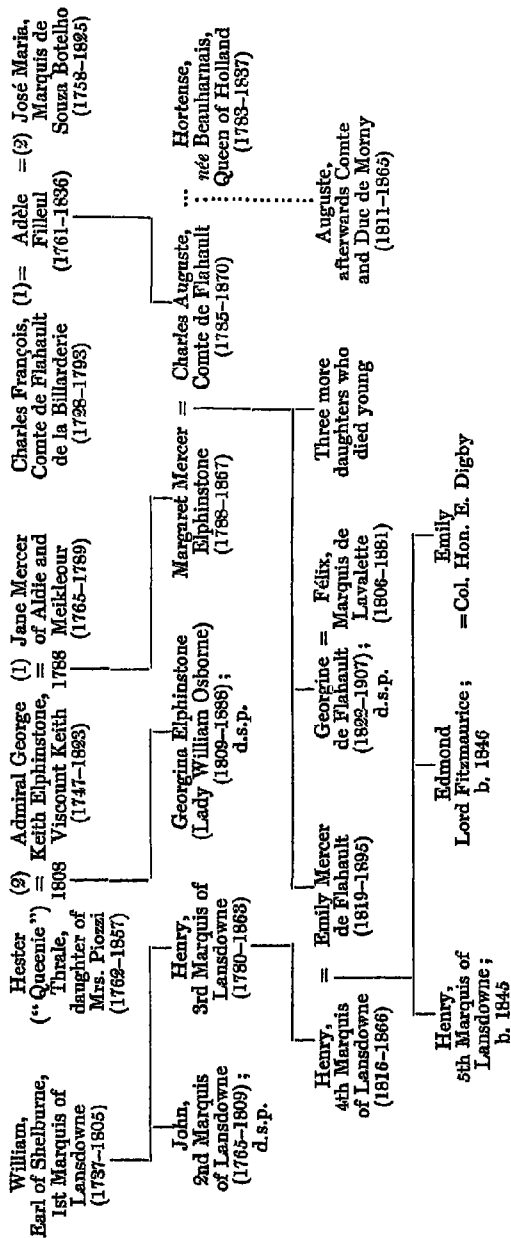 William,
Earl of Shelburne,
1st Marquis of
Lansdowne
(1737–1805)
Hester
("Queenie")
Thrale,
daughter of
Mrs. Piozzi
(1762–1857)
(2)
=
1808
Admiral George
Keith Elphinstone,
Viscount Keith
(1747–1823)
(1)
=
1788
Jane Mercer
of Aldie and
Meikleour
(1765–1789)
Charles François,
Comte de Flahault
de la Billarderie
(1728–1793)
(1)=
Adèle
Filleul
(1761–1836)
=(2)
José Maria,
Marquis de
Souza Botelho
(1758–1825)
John,
2nd Marquis
of Lansdowne
(1765–1809);
d.s.p.
Henry,
3rd Marquis of
Lansdowne
(1780–1863)
Georgina Elphinstone
(Lady William Osborne)
(1809–1888);
d.s.p.
Margaret Mercer
Elphinstone
(1788–1867)
=
Charles Auguste,
Comte de Flahault
(1785–1870)
...
Hortense,
née Beauharnais,
Queen of Holland
(1783–1837)
Henry,
4th Marquis
of Lansdowne
(1816–1866)
=
Emily Mercer
de Flahault
(1819–1895)
Georgine
de Flahault
(1822–1907);
d.s.p.
=
Félix,
Marquis de
Lavalette
(1806–1881)
Three more
daughters who
died young
Auguste,
afterwards Comte
and Duc de Morny
(1811–1865)
Henry,
5th Marquis of
Lansdowne;
b. 1845
Edmond
Lord Fitzmaurice;
b. 1846
Emily
=Col. Hon. E. Digby